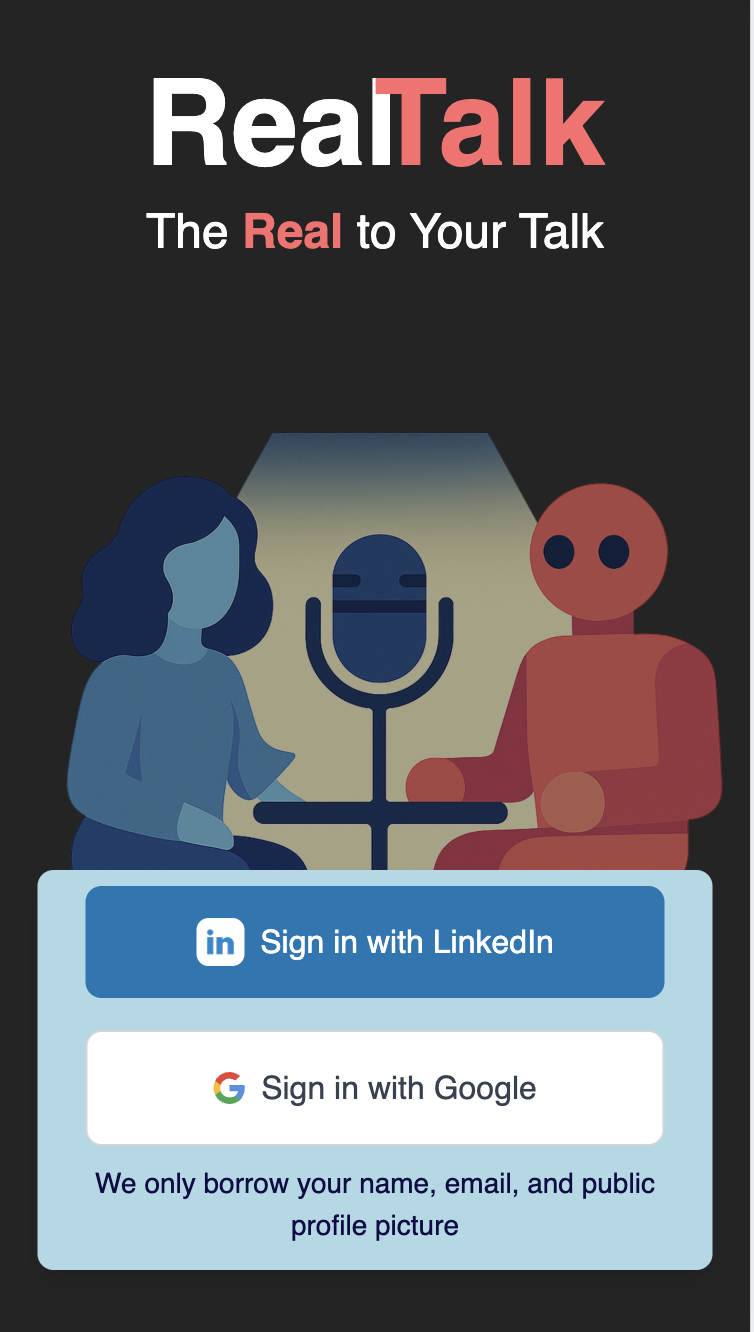 RealTalk
The Real to Your Talk
in Sign in with LinkedIn
G Sign in with Google
We only borrow your name, email, and public
profile picture